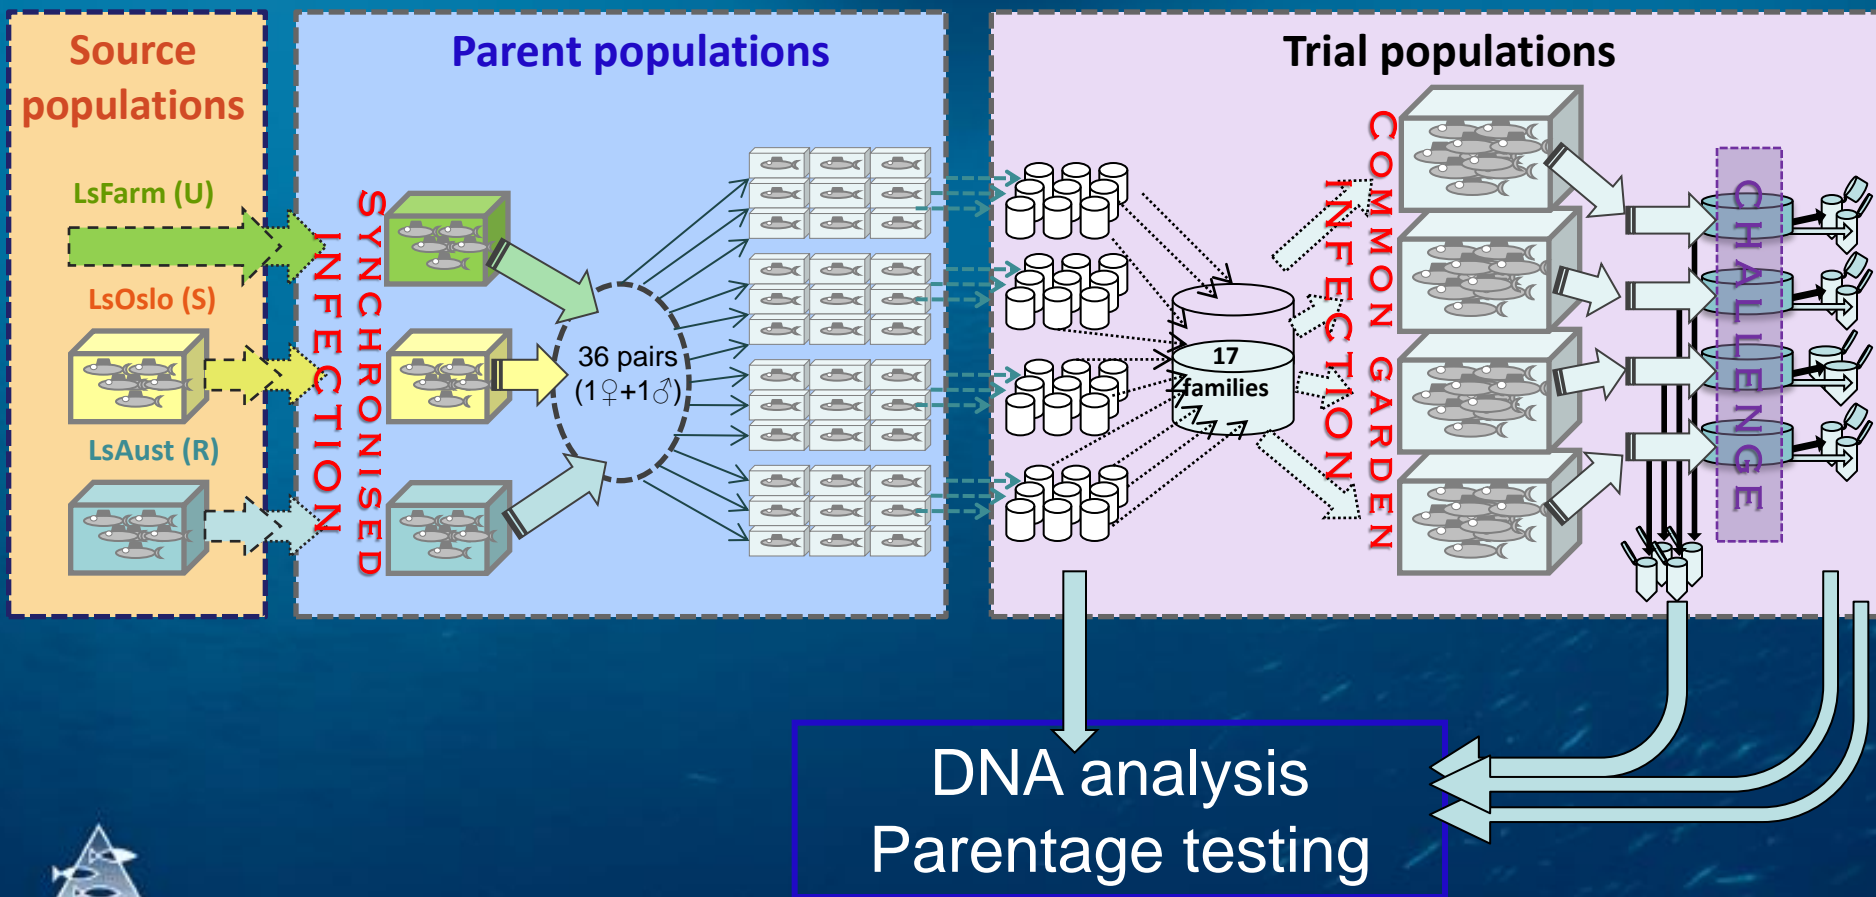 Source
populations
LsFarm (U)
LsOslo (S)
LsAust (R)
Parent populations
SYNCHRONISED
INFECTION
36 pairs
(1♀+1♂)
Trial populations
17
families
COMMON GARDEN
INFECTION
CHALLENGE
DNA analysis
Parentage testing